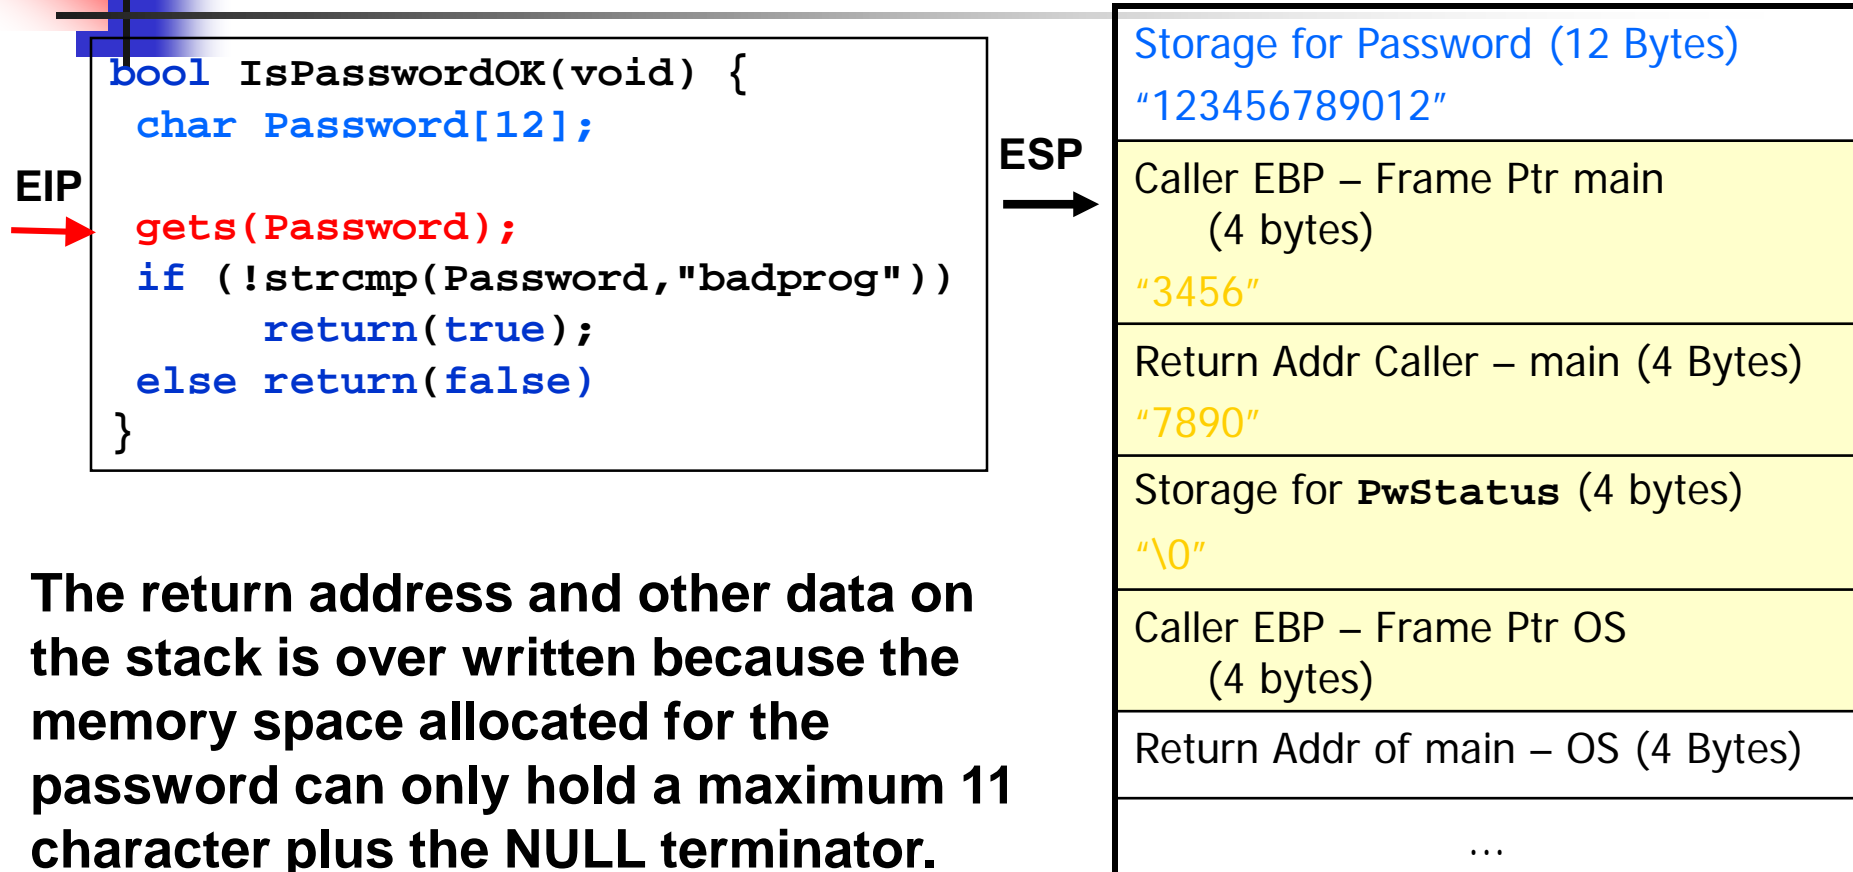 bool IsPasswordOK(void) {
char Password[12];
EIP
gets(Password);
if (!strcmp(Password,"badprog"))
return(true);
else return(false)
}
The return address and other data on
the stack is over written because the
memory space allocated for the
password can only hold a maximum 11
character plus the NULL terminator.
ESP
Storage for Password (12 Bytes)
“123456789012”
Caller EBP – Frame Ptr main
(4 bytes)
“3456”
Return Addr Caller – main (4 Bytes)
“7890”
Storage for PwStatus (4 bytes)
“\0”
Caller EBP – Frame Ptr OS
(4 bytes)
Return Addr of main – OS (4 Bytes)
…